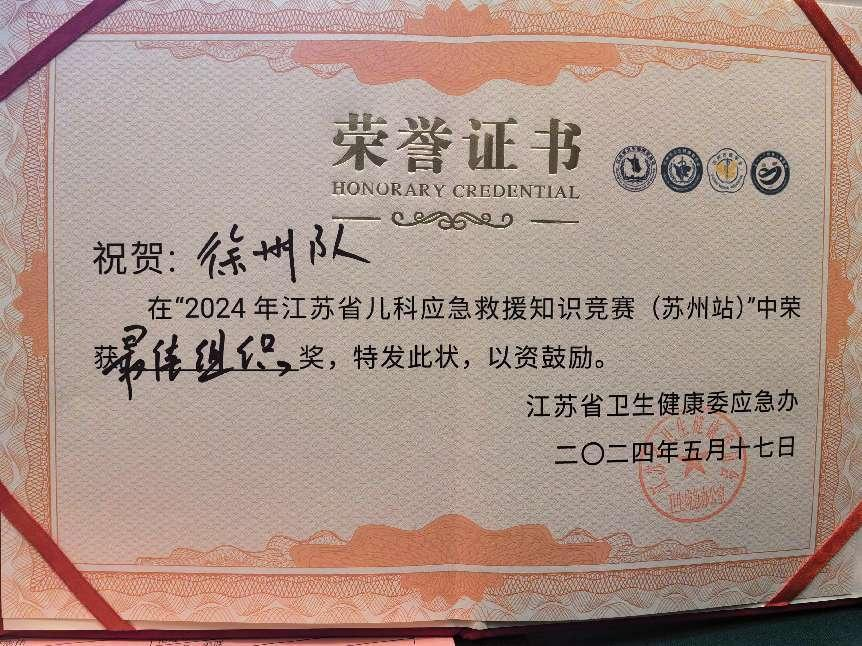 荣誉证书
HONORARY CREDENTIAL
祝贺：徐州队
在“2024年江苏省儿科应急救援知识竞赛（苏州站）”中荣
获最佳组织奖，特发此状，以资鼓励。
江苏省卫生健康委应急办
二〇二四年五月十七日